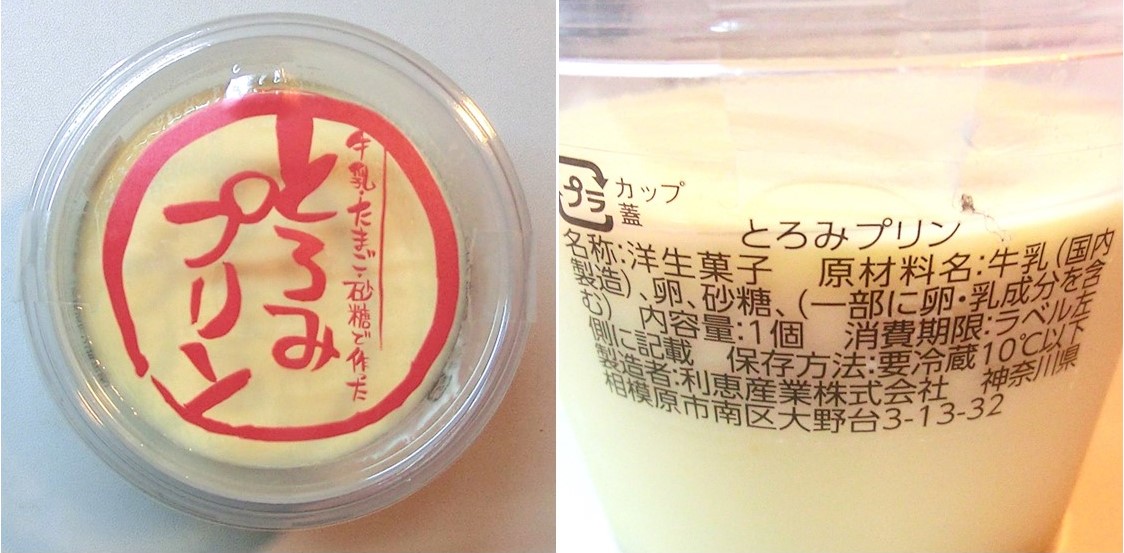 牛乳・たまご・砂糖で作った
とろみ
プリン
プラ
カップ
蓋
とろみプリン
名称:洋生菓子 原材料名:牛乳(国内
製造)、卵、砂糖、(一部に卵・乳成分を含
む) 内容量:1個 消費期限:ラベル左
側に記載 保存方法:要冷蔵10℃以下
製造者:利恵産業株式会社 神奈川県
相模原市南区大野台3-13-32